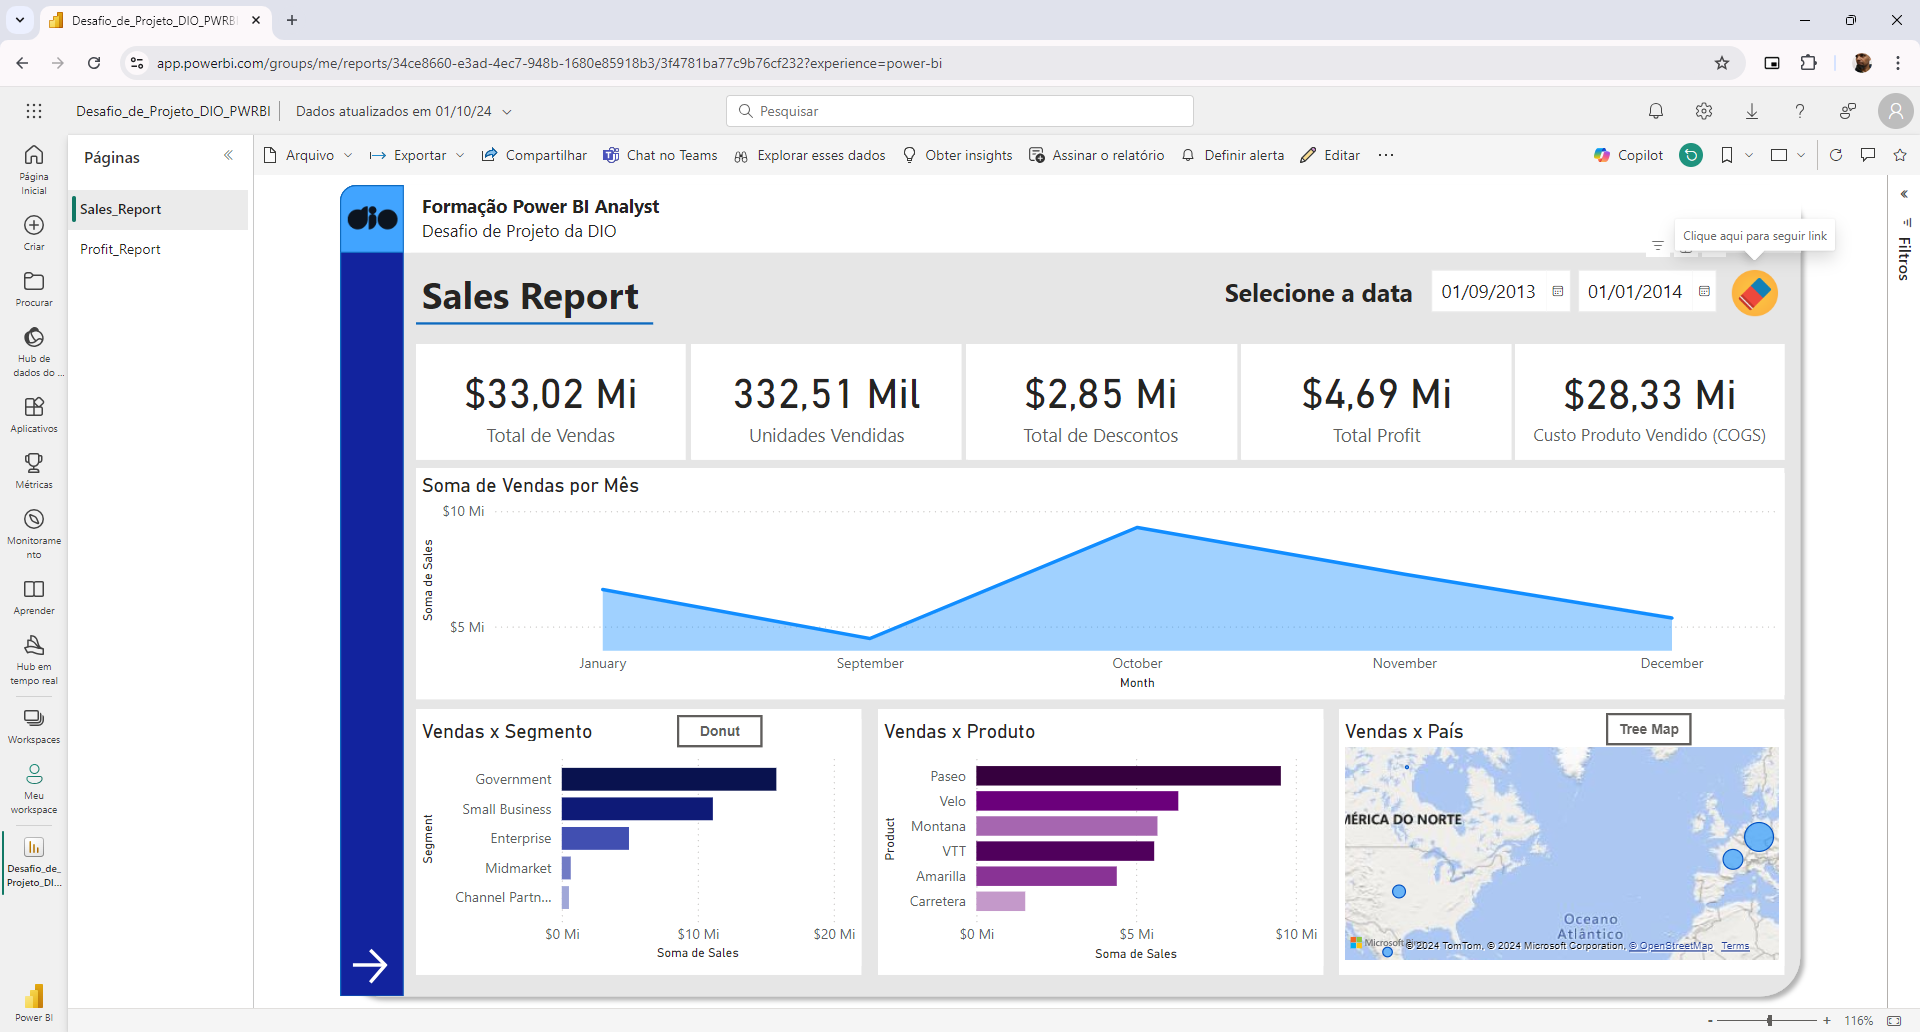 Desafio_de_Projeto_DIO_PWRB
app.powerbi.com/groups/me/reports/34ce8660-e3ad-4ec7-948b-1680e85918b3/3f4781ba77c9b76cf232?experience=power-bi
Desafio_de_Projeto_DIO_PWRBI
Dados atualizados em 01/10/24
Pesquisar
Página
Inicial
Criar
Procurar
Hub de
dados do ...
Aplicativos
Métricas
Monitorame
nto
Aprender
Hub em
tempo real
Workspaces
Meu
workspace
Desafio_de_
Projeto_DI...
Power BI
Páginas
Sales_Report
Profit_Report
Arquivo
Exportar
Compartilhar
Chat no Teams
Explorar esses dados
Obter insights
Assinar o relatório
Definir alerta
Editar
Copilot
Filtros
dio
Formação Power BI Analyst
Desafio de Projeto da DIO
Clique aqui para seguir link
Sales Report
Selecione a data
01/09/2013
01/01/2014
$33,02 Mi
Total de Vendas
332,51 Mil
Unidades Vendidas
$2,85 Mi
Total de Descontos
$4,69 Mi
Total Profit
$28,33 Mi
Custo Produto Vendido (COGS)
Soma de Vendas por Mês
Soma de Sales
$10 Mi
$5 Mi
January
September
October
November
December
Month
Vendas x Segmento
Donut
Segment
Government
Small Business
Enterprise
Midmarket
Channel Partn...
$0 Mi
$10 Mi
$20 Mi
Soma de Sales
Vendas x Produto
Product
Paseo
Velo
Montana
VTT
Amarilla
Carretera
$0 Mi
$5 Mi
$10 Mi
Soma de Sales
Vendas x País
Tree Map
MÉRICA DO NORTE
Oceano
Atlântico
Microsoft
© 2024 TomTom, © 2024 Microsoft Corporation, © OpenStreetMap Terms
116%